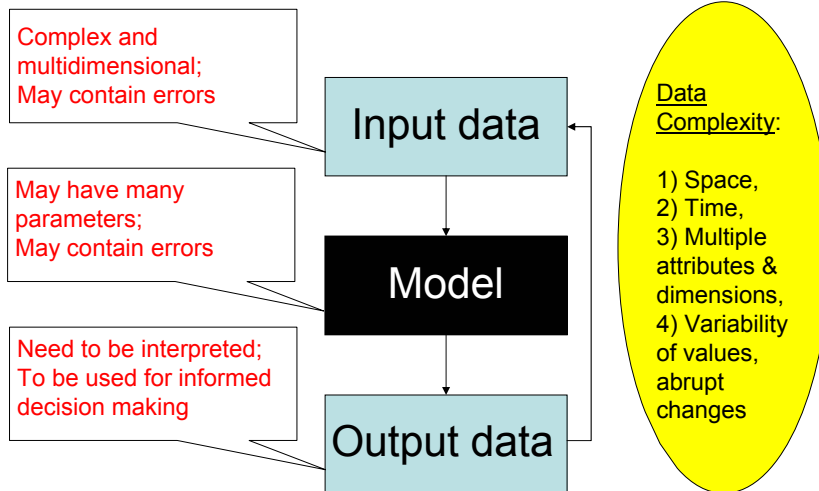 Complex and
multidimensional;
May contain errors
Input data
May have many
parameters;
May contain errors
Model
Need to be interpreted;
To be used for informed
decision making
Output data
Data
Complexity:
1) Space,
2) Time,
3) Multiple
attributes &
dimensions,
4) Variability
of values,
abrupt
changes